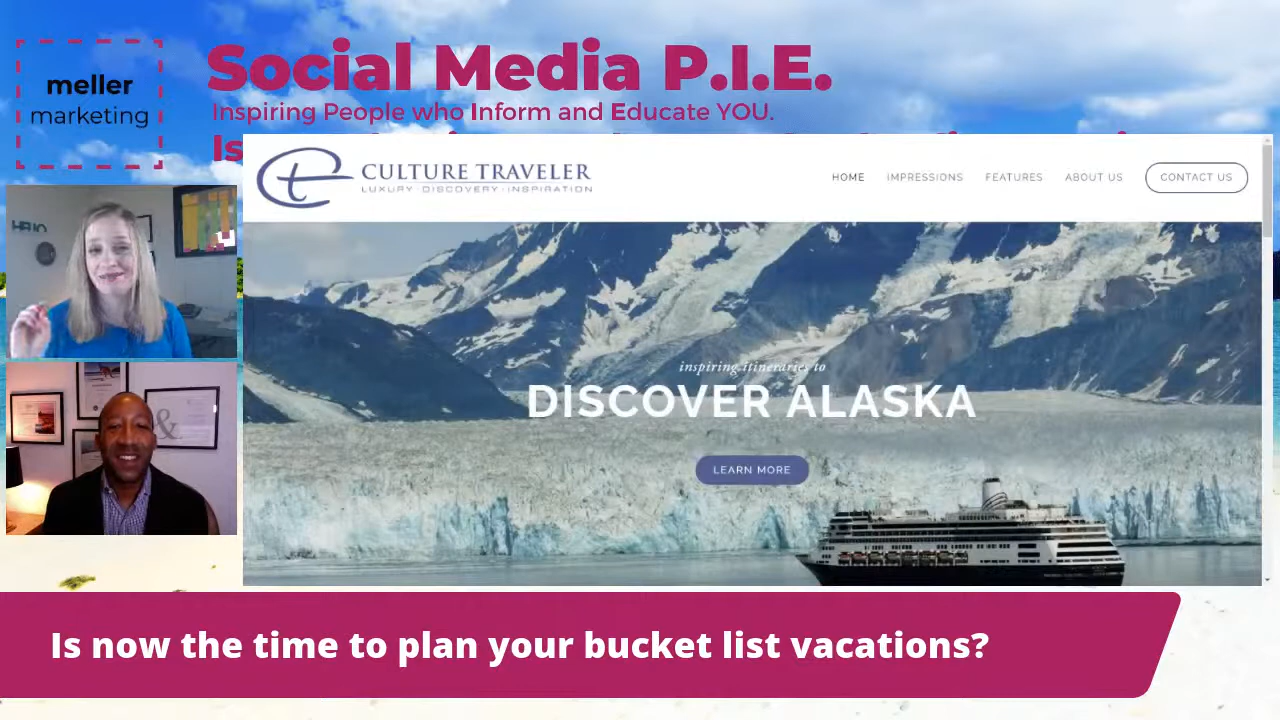 meller
marketing
Social Media P.I.E.
Inspiring People who Inform and Educate YOU.
Is
CULTURE TRAVELER
LUXURY · DISCOVERY · INSPIRATION
HOME
IMPRESSIONS
FEATURES
ABOUT US
CONTACT US
inspiring itineraries to
DISCOVER ALASKA
LEARN MORE
&
Is now the time to plan your bucket list vacations?